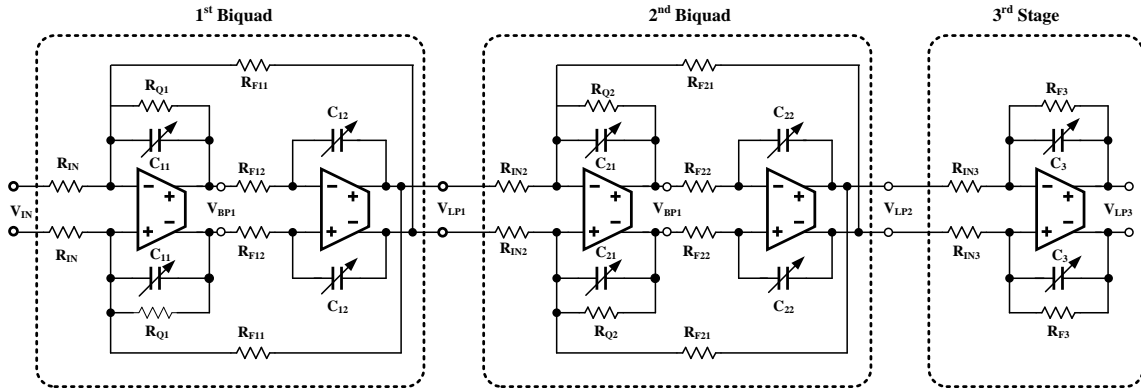 1st Biquad
2nd Biquad
3rd Stage
RF11
RF21
RQ1
RQ2
RF3
C12
C22
RIN
C11
RF12
RIN2
C21
RF22
RIN3
C3
VIN
VBP1
VLP1
VBP1
VLP2
VLP3
RIN
C11
RF12
RIN2
C21
RF22
RIN3
C3
C12
C22
RQ1
RQ2
RF3
RF11
RF21
− + + −
− + + −
− + + −
− + + −
− + + −